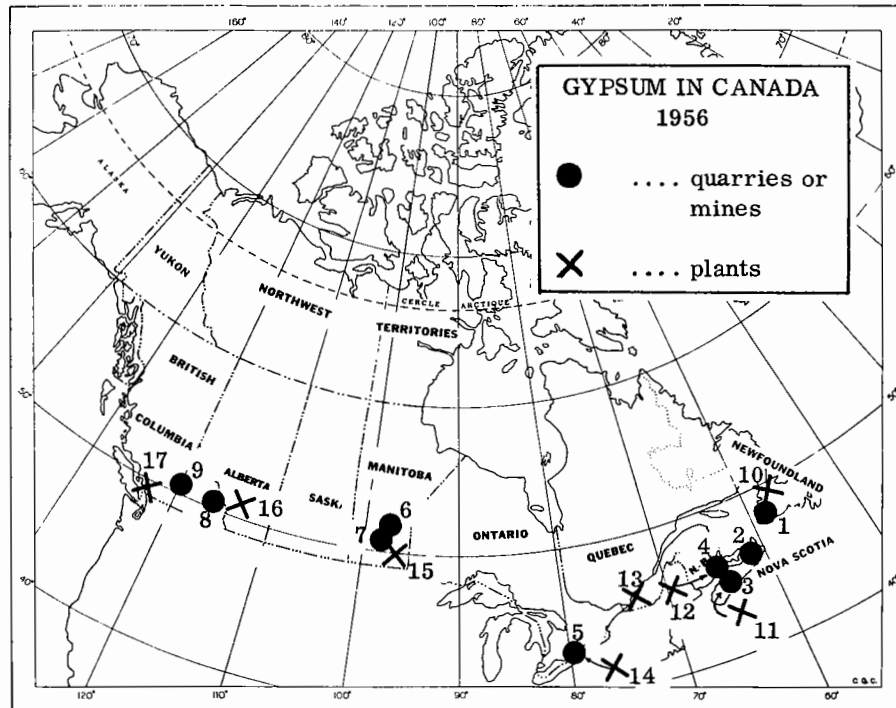 160°
140°
120°
100°
80°
60°
40°
20°
GYPSUM IN CANADA
1956
.... quarries or
mines
.... plants
ALASKA
YUKON
NORTHWEST
TERRITORIES
CERCLE ARCTIQUE
BRITISH
COLUMBIA
ALBERTA
SASK.
MANITOBA
ONTARIO
QUEBEC
N. B.
NOVA SCOTIA
NEWFOUNDLAND
17
9
8
16
6
7
15
10
1
2
4
3
13
12
11
5
14
50°
40°
120°
110°
100°
90°
80°
70°
60°
C.G.C.